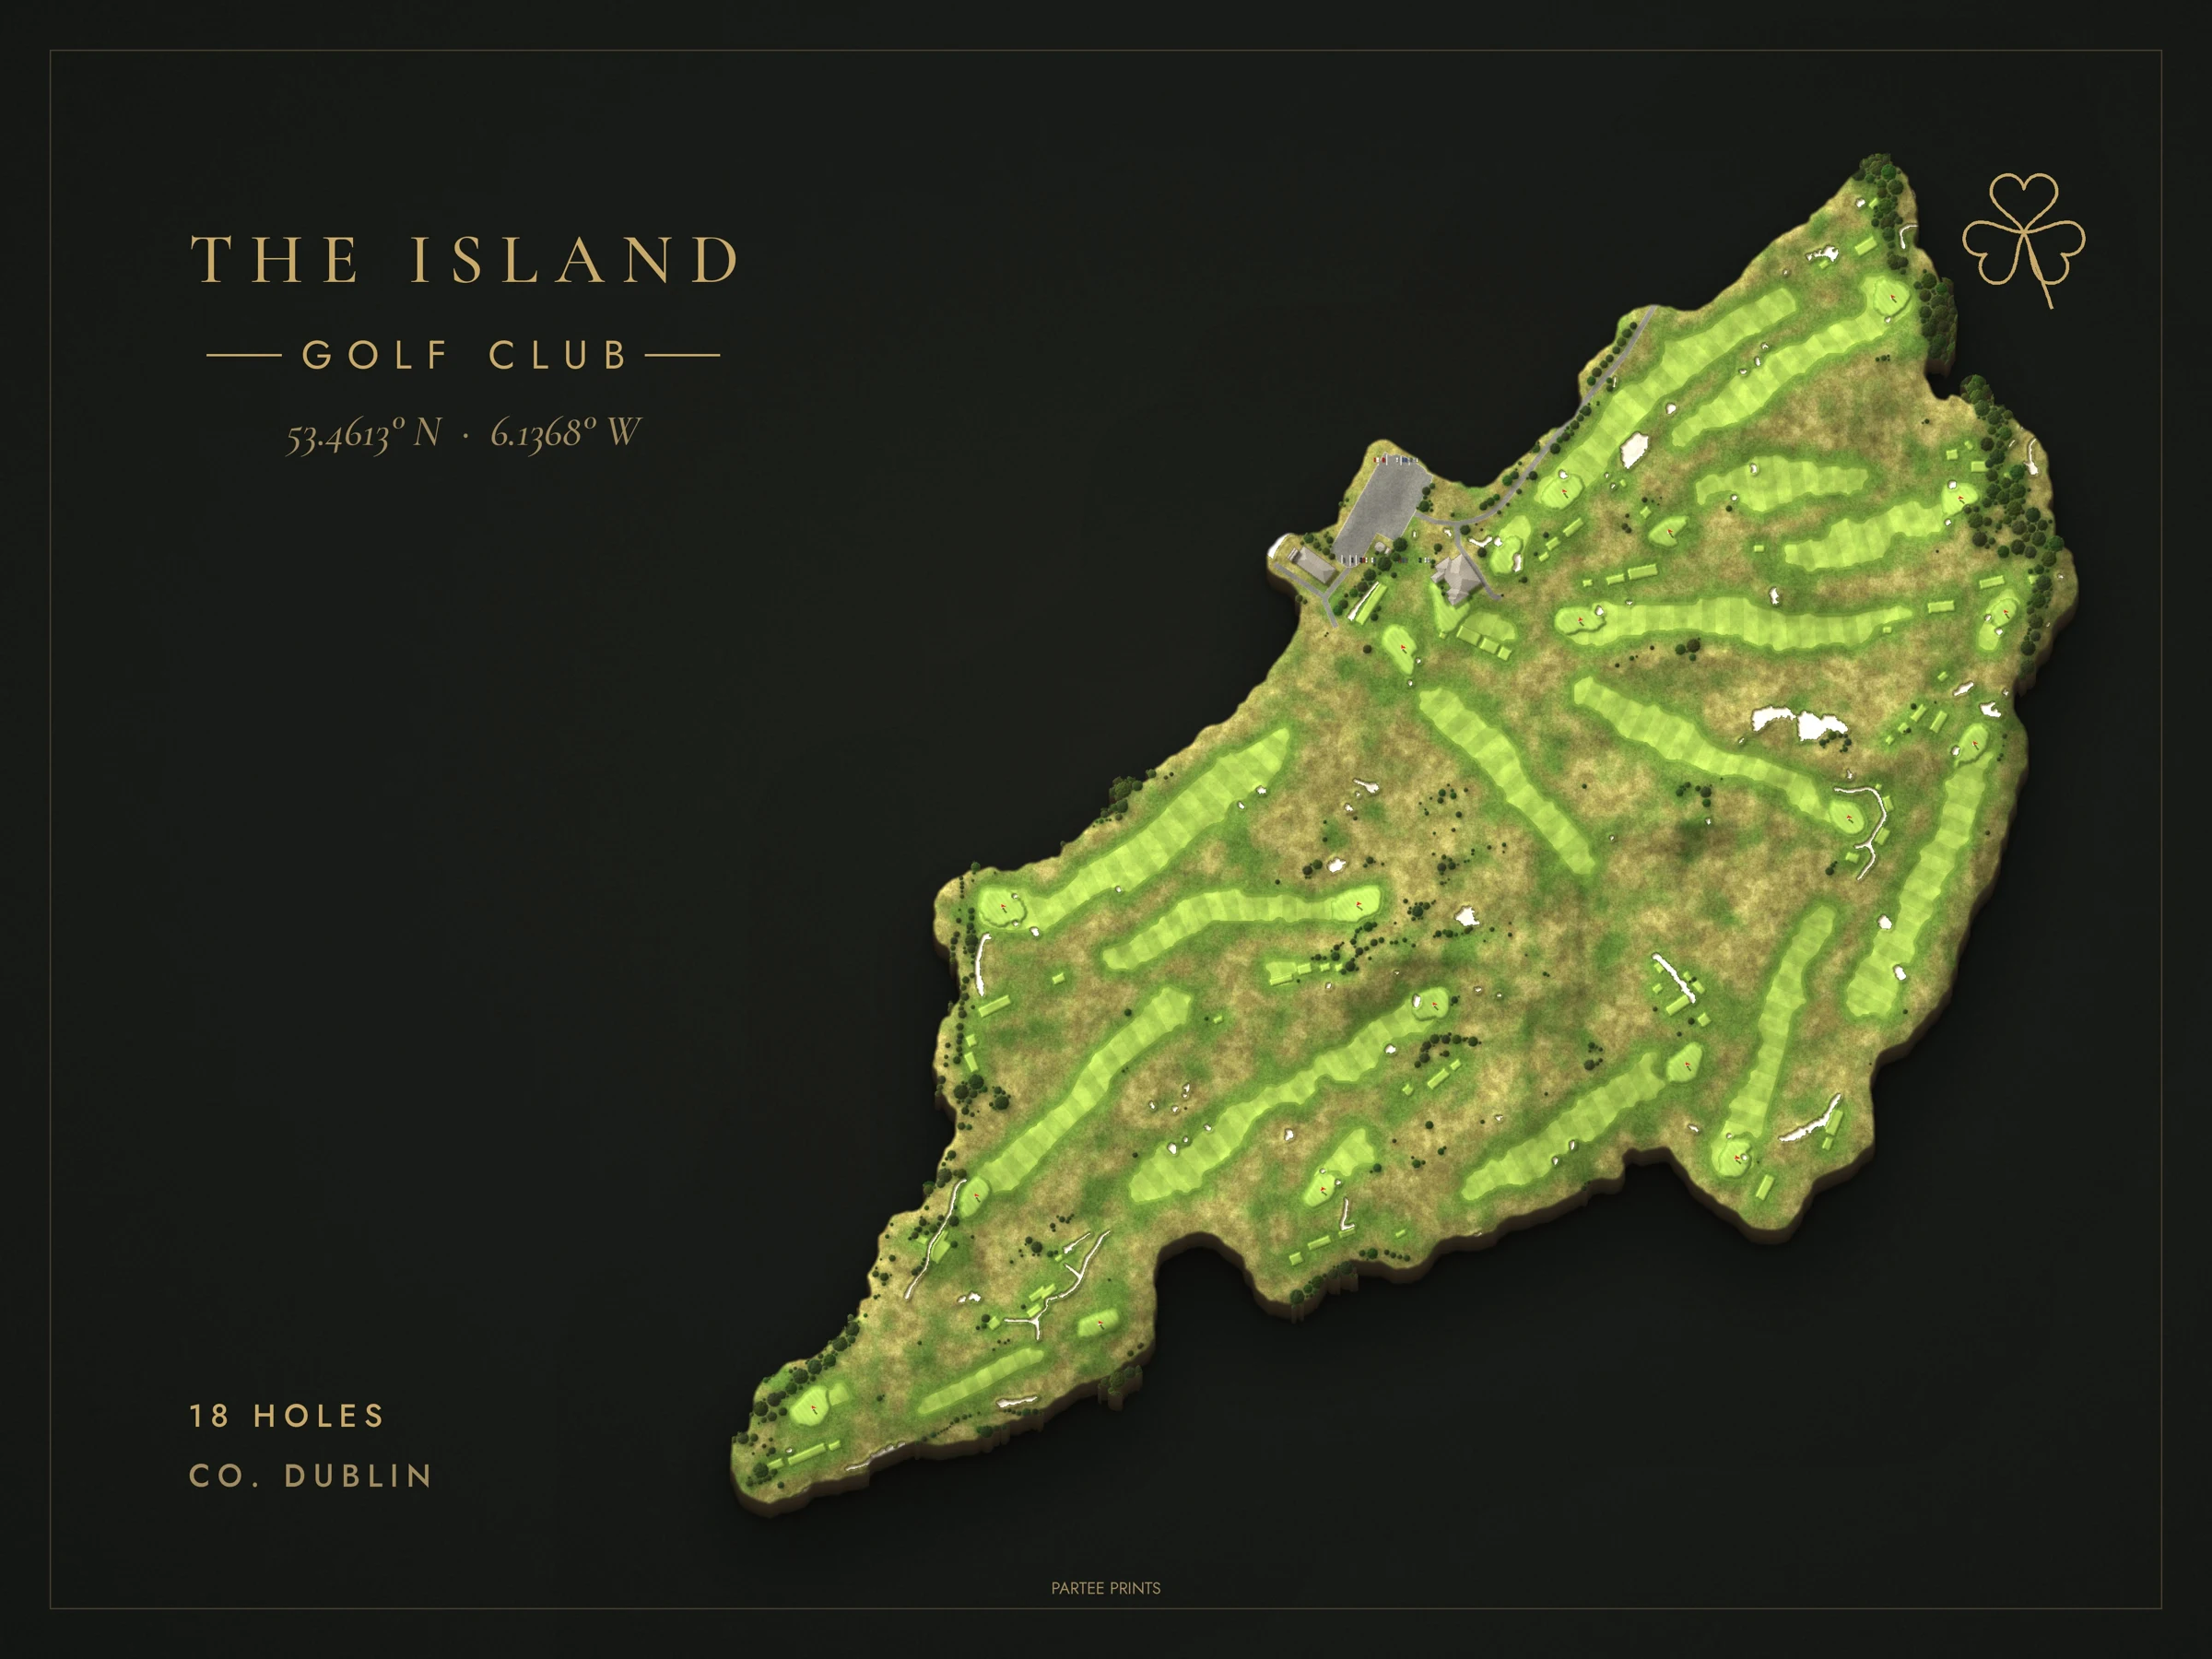 THE ISLAND
GOLF CLUB
53.4613° N · 6.1368° W
18 HOLES
CO. DUBLIN
PARTEE PRINTS